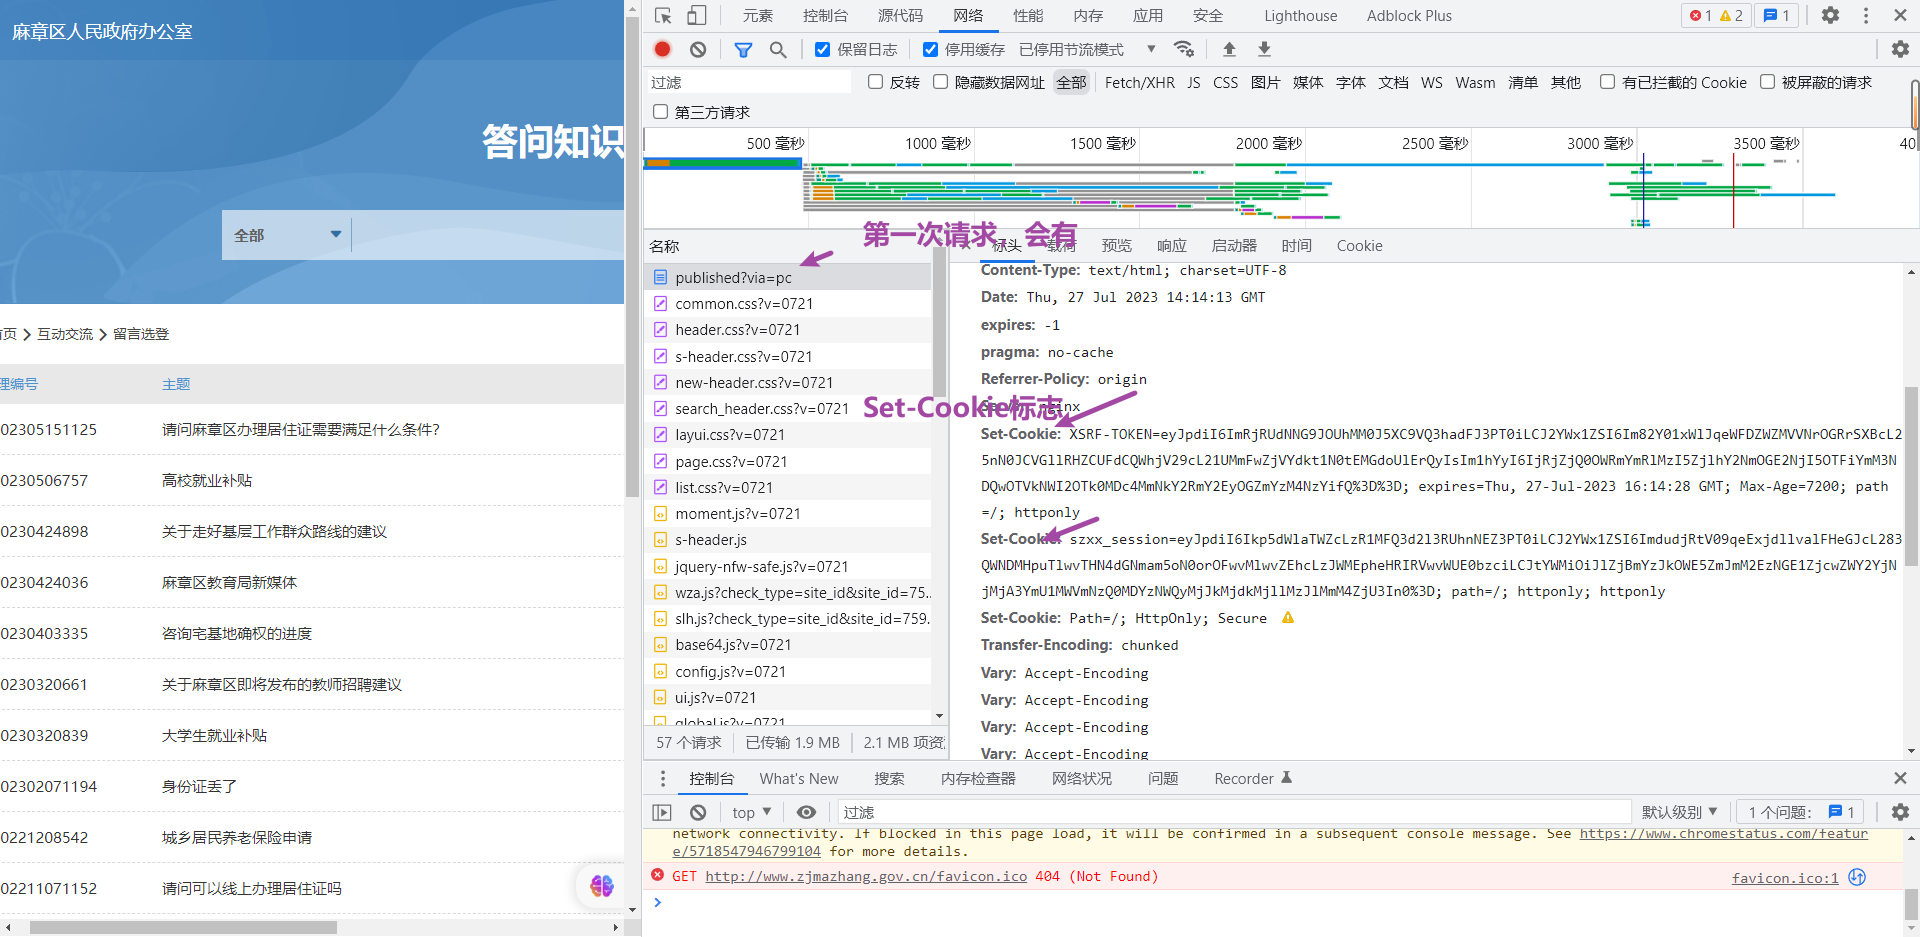 麻章区人民政府办公室
答问知识
全部
页 > 互动交流 > 留言选登
理编号 主题
02305151125 请问麻章区办理居住证需要满足什么条件?
0230506757 高校就业补贴
0230424898 关于走好基层工作群众路线的建议
0230424036 麻章区教育局新媒体
0230403335 咨询宅基地确权的进度
0230320661 关于麻章区即将发布的教师招聘建议
0230320839 大学生就业补贴
02302071194 身份证丢了
0221208542 城乡居民养老保险申请
02211071152 请问可以线上办理居住证吗
元素 控制台 源代码 网络 性能 内存 应用 安全 Lighthouse Adblock Plus 1 2 1
保留日志 停用缓存 已停用节流模式
过滤 反转 隐藏数据网址 全部 Fetch/XHR JS CSS 图片 媒体 字体 文档 WS Wasm 清单 其他 有已拦截的 Cookie 被屏蔽的请求
第三方请求
500 毫秒 1000 毫秒 1500 毫秒 2000 毫秒 2500 毫秒 3000 毫秒 3500 毫秒 40
第一次请求,会有
名称
标头 载荷 预览 响应 启动器 时间 Cookie
published?via=pc
common.css?v=0721
header.css?v=0721
s-header.css?v=0721
new-header.css?v=0721
search_header.css?v=0721
layui.css?v=0721
page.css?v=0721
list.css?v=0721
moment.js?v=0721
s-header.js
jquery-nfw-safe.js?v=0721
wza.js?check_type=site_id&site_id=75...
slh.js?check_type=site_id&site_id=759...
base64.js?v=0721
config.js?v=0721
ui.js?v=0721
global.js?v=0721
57 个请求 已传输 1.9 MB 2.1 MB 项资
Content-Type: text/html; charset=UTF-8
Date: Thu, 27 Jul 2023 14:14:13 GMT
expires: -1
pragma: no-cache
Referrer-Policy: origin
Server: nginx
Set-Cookie标志
Set-Cookie: XSRF-TOKEN=eyJpdiI6ImRjRUdNNG9JOUhMM0J5XC9VQ3hadFJ3PT0iLCJ2YWx1ZSI6Im82Y01xWlJqeWFDZWZMVVNrOGRrSXBcL2
5nN0JCVGllRHZCUFdCQWhjV29cL21UMmFwZjVYdkt1N0tEMGdoUlErQyIsIm1hYyI6IjRjZjQ0OWRmYmRlMzI5ZjlhY2NmOGE2NjI5OTFiYmM3N
DQwOTVkNWI2OTk0MDc4MmNkY2RmY2EyOGZmYzM4NzYifQ%3D%3D; expires=Thu, 27-Jul-2023 16:14:28 GMT; Max-Age=7200; path
=/; httponly
Set-Cookie: szxx_session=eyJpdiI6Ikp5dWlaTWZcLzR1MFQ3d2l3RUhnNEZ3PT0iLCJ2YWx1ZSI6ImdudjRtV09qeExjdllvalFHeGJcL283
QWNDMHpuTlwvTHN4dGNmam5oN0orOFwvMlwvZEhcLzJWMEpheHRIRVwvWUE0bzciLCJtYWMiOiJlZjBmYzJkOWE5ZmJmM2EzNGE1ZjcwZWY2YjN
jMjA3YmU1MWVmNzQ0MDYzNWQyMjJkMjdkMjllMzJlMmM4ZjU3In0%3D; path=/; httponly; httponly
Set-Cookie: Path=/; HttpOnly; Secure
Transfer-Encoding: chunked
Vary: Accept-Encoding
Vary: Accept-Encoding
Vary: Accept-Encoding
Vary: Accept-Encoding
控制台 What's New 搜索 内存检查器 网络状况 问题 Recorder
top 过滤 默认级别 1 个问题: 1
network connectivity. If blocked in this page load, it will be confirmed in a subsequent console message. See https://www.chromestatus.com/featur
e/5718547946799104 for more details.
GET http://www.zjmazhang.gov.cn/favicon.ico 404 (Not Found) favicon.ico:1